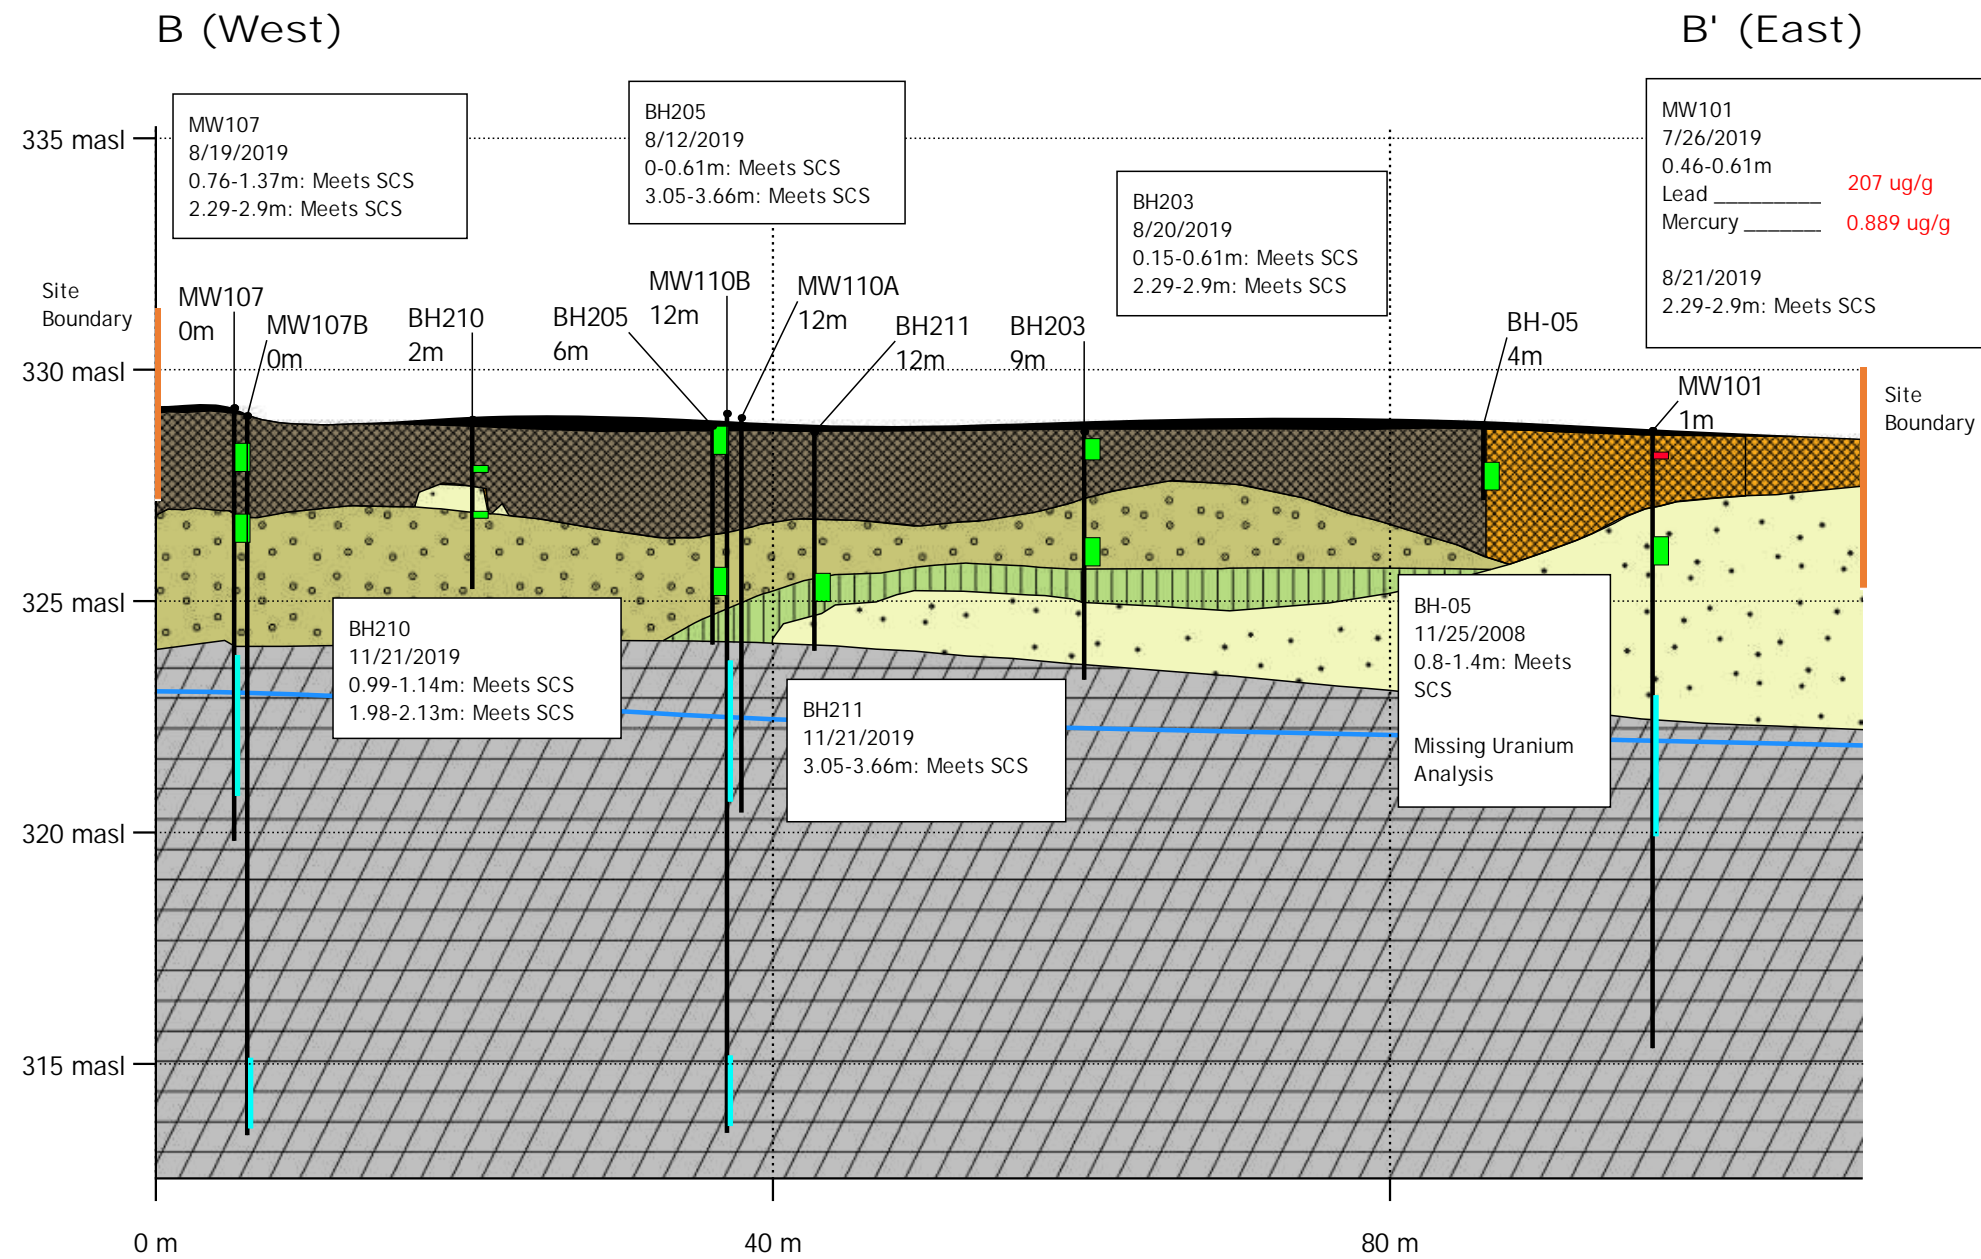 B (West)
B' (East)
335 masl
330 masl
325 masl
320 masl
315 masl
MW107
8/19/2019
0.76-1.37m: Meets SCS
2.29-2.9m: Meets SCS
BH205
8/12/2019
0-0.61m: Meets SCS
3.05-3.66m: Meets SCS
BH203
8/20/2019
0.15-0.61m: Meets SCS
2.29-2.9m: Meets SCS
MW101
7/26/2019
0.46-0.61m
Lead _________ 207 ug/g
Mercury _______ 0.889 ug/g
8/21/2019
2.29-2.9m: Meets SCS
Site
Boundary
MW107
0m
MW107B
0m
BH210
2m
BH205
6m
MW110B
12m
MW110A
12m
BH211
12m
BH203
9m
BH-05
4m
MW101
1m
Site
Boundary
BH210
11/21/2019
0.99-1.14m: Meets SCS
1.98-2.13m: Meets SCS
BH211
11/21/2019
3.05-3.66m: Meets SCS
BH-05
11/25/2008
0.8-1.4m: Meets
SCS
Missing Uranium
Analysis
0 m
40 m
80 m